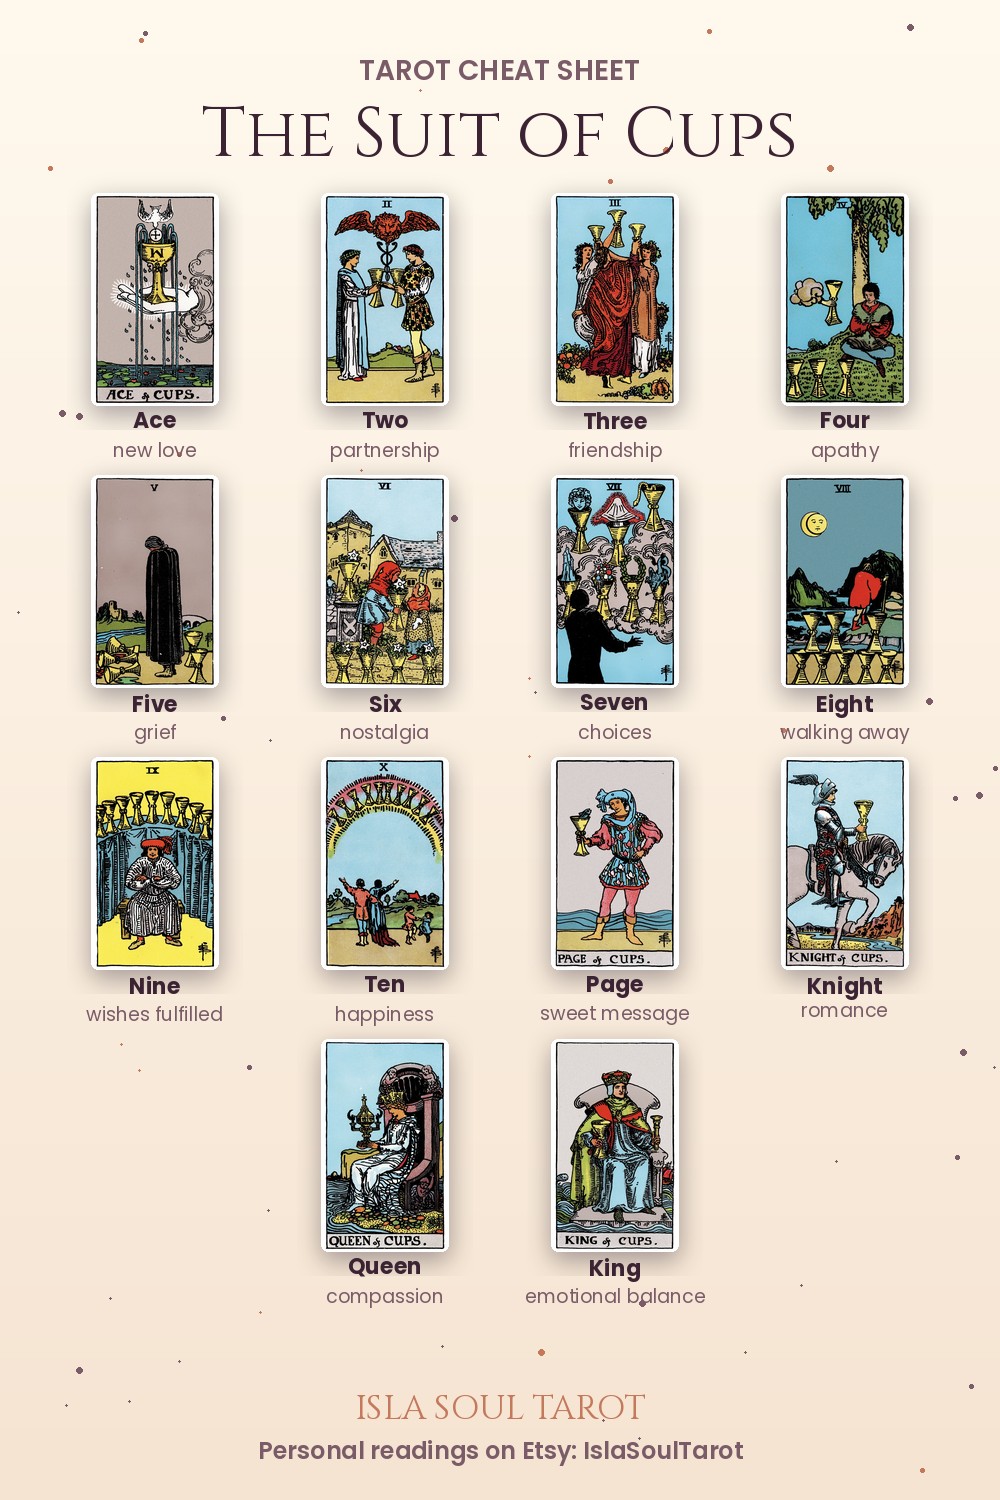 TAROT CHEAT SHEET
THE SUIT OF CUPS
ACE of CUPS.
II
III
IV
Ace
Two
Three
Four
new love
partnership
friendship
apathy
V
VI
VII
VIII
Five
Six
Seven
Eight
grief
nostalgia
choices
walking away
IX
X
PAGE of CUPS.
KNIGHT of CUPS.
Nine
Ten
Page
Knight
wishes fulfilled
happiness
sweet message
romance
QUEEN of CUPS.
KING of CUPS.
Queen
King
compassion
emotional balance
ISLA SOUL TAROT
Personal readings on Etsy: IslaSoulTarot